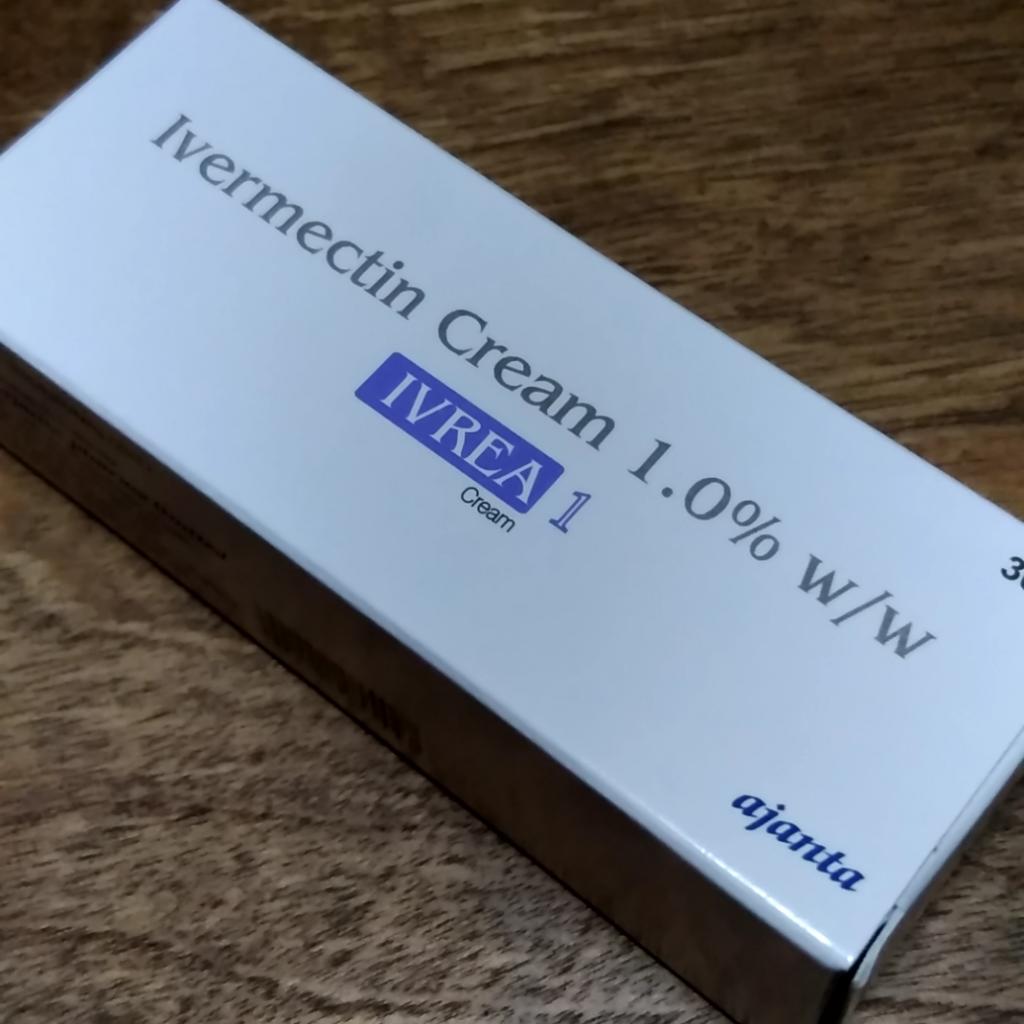 Ivermectin Cream 1.0% w/w
IVREA 1
Cream
ajanta